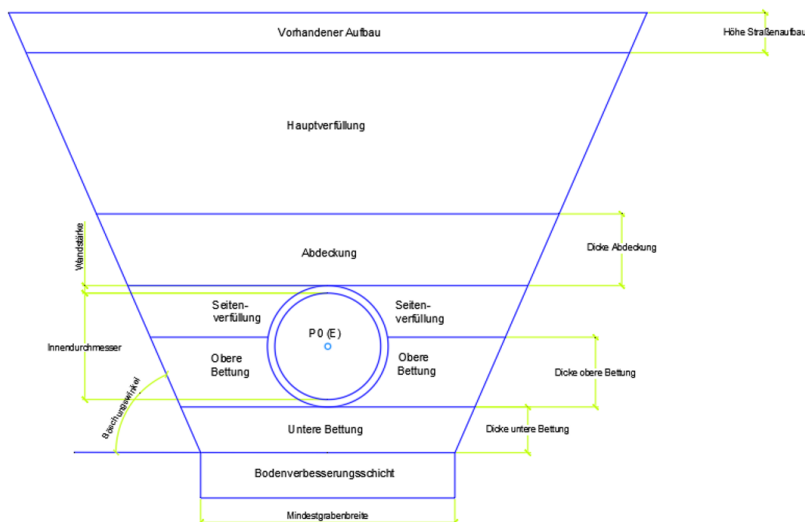 Vorhandener Aufbau
Höhe Straßenaufbau
Hauptverfüllung
Wandstärke
Abdeckung
Dicke Abdeckung
Seiten-
verfüllung
Seiten-
verfüllung
P0 (E)
Innendurchmesser
Obere
Bettung
Obere
Bettung
Dicke obere Bettung
Böschungswinkel
Untere Bettung
Dicke untere Bettung
Bodenverbesserungsschicht
Mindestgrabenbreite